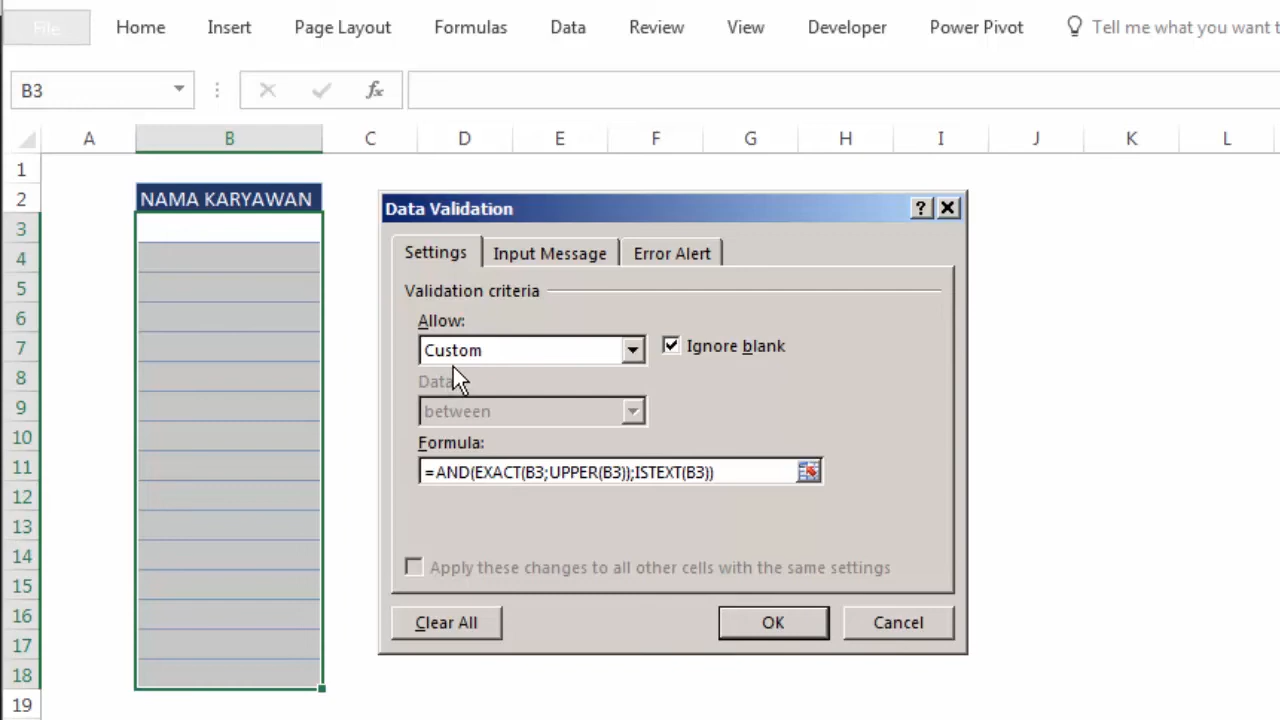 File Home Insert Page Layout Formulas Data Review View Developer Power Pivot Tell me what you want t
B3 fx
A B C D E F G H I J K L
1
2 NAMA KARYAWAN
3
4
5
6
7
8
9
10
11
12
13
14
15
16
17
18
19
Data Validation ?
Settings Input Message Error Alert
Validation criteria
Allow:
Custom Ignore blank
Data
between
Formula:
=AND(EXACT(B3;UPPER(B3));ISTEXT(B3))
Apply these changes to all other cells with the same settings
Clear All OK Cancel